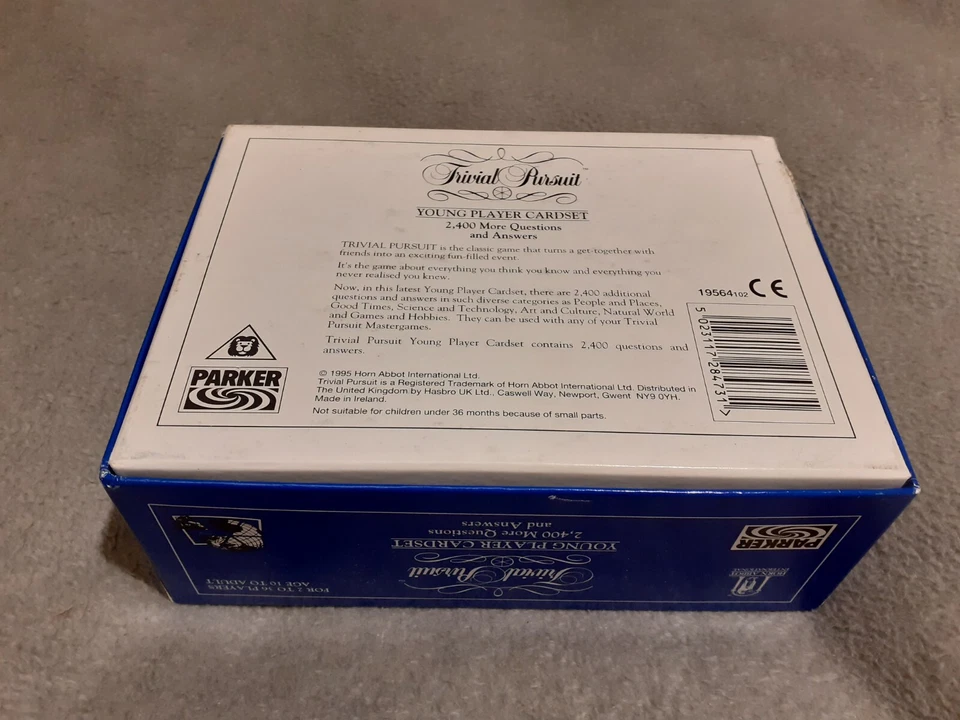 Trivial Pursuit
YOUNG PLAYER CARDSET
2,400 More Questions
and Answers
TRIVIAL PURSUIT is the classic game that turns a get-together with
friends into an exciting fun-filled event.
It's the game about everything you think you know and everything you
never realised you knew.
Now, in this latest Young Player Cardset, there are 2,400 additional
questions and answers in such diverse categories as People and Places,
Good Times, Science and Technology, Art and Culture, Natural World
and Games and Hobbies. They can be used with any of your Trivial
Pursuit Mastergames.
Trivial Pursuit Young Player Cardset contains 2,400 questions and
answers.
© 1995 Horn Abbot International Ltd.
Trivial Pursuit is a Registered Trademark of Horn Abbot International Ltd. Distributed in
The United Kingdom by Hasbro UK Ltd., Caswell Way, Newport, Gwent NY9 0YH.
Made in Ireland.
Not suitable for children under 36 months because of small parts.
PARKER
19564102 CE
5 023117 284731 >
Trivial Pursuit
YOUNG PLAYER CARDSET
2,400 More Questions
and Answers
FOR 2 TO 36 PLAYERS
AGE 10 TO ADULT
PARKER
HORN ABBOT
INTERNATIONAL